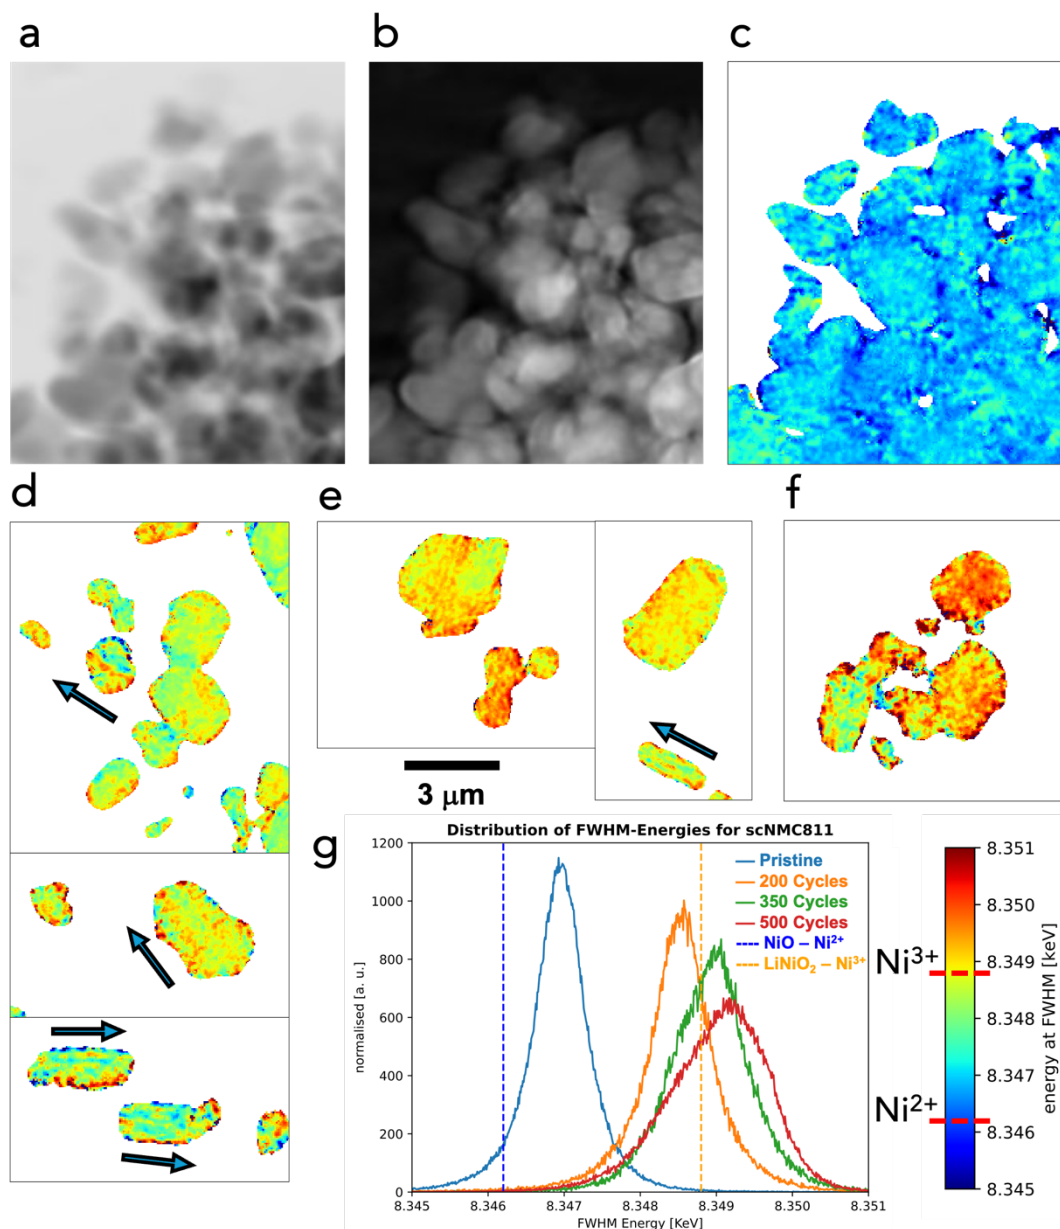 a
b
c
d
e
f
3 μm
g
Distribution of FWHM-Energies for scNMC811
1200
1000
800
600
400
200
0
normalised [a. u.]
Pristine
200 Cycles
350 Cycles
500 Cycles
NiO – Ni²⁺
LiNiO₂ – Ni³⁺
8.345
8.346
8.347
8.348
8.349
8.350
8.351
FWHM Energy [KeV]
Ni³⁺
Ni²⁺
8.351
8.350
8.349
8.348
8.347
8.346
8.345
energy at FWHM [keV]